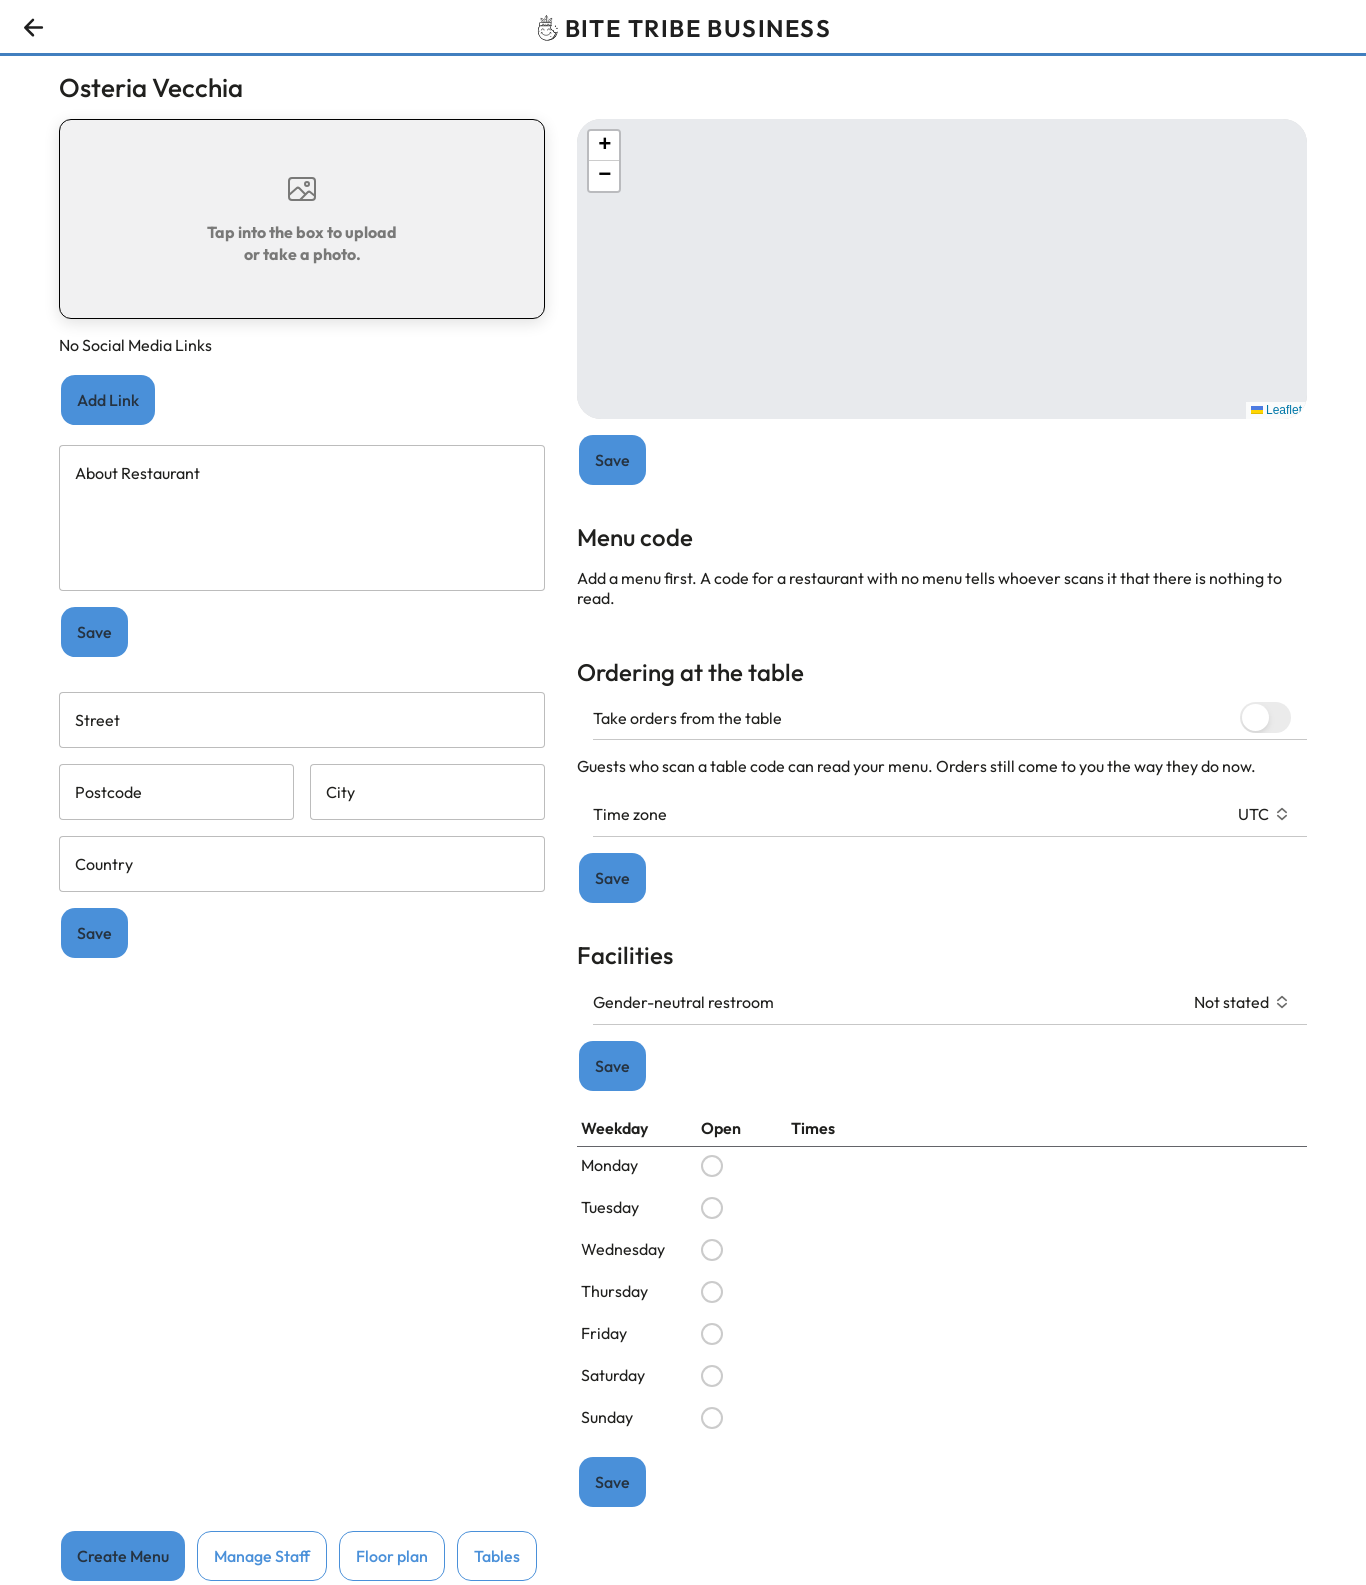 BITE TRIBE BUSINESS
Osteria Vecchia
Tap into the box to upload
or take a photo.
No Social Media Links
Add Link
About Restaurant
Save
Street
Postcode City
Country
Save
+
−
Leaflet
Save
Menu code
Add a menu first. A code for a restaurant with no menu tells whoever scans it that there is nothing to
read.
Ordering at the table
Take orders from the table
Guests who scan a table code can read your menu. Orders still come to you the way they do now.
Time zone UTC
Save
Facilities
Gender-neutral restroom Not stated
Save
Weekday Open Times
Monday
Tuesday
Wednesday
Thursday
Friday
Saturday
Sunday
Save
Create Menu Manage Staff Floor plan Tables